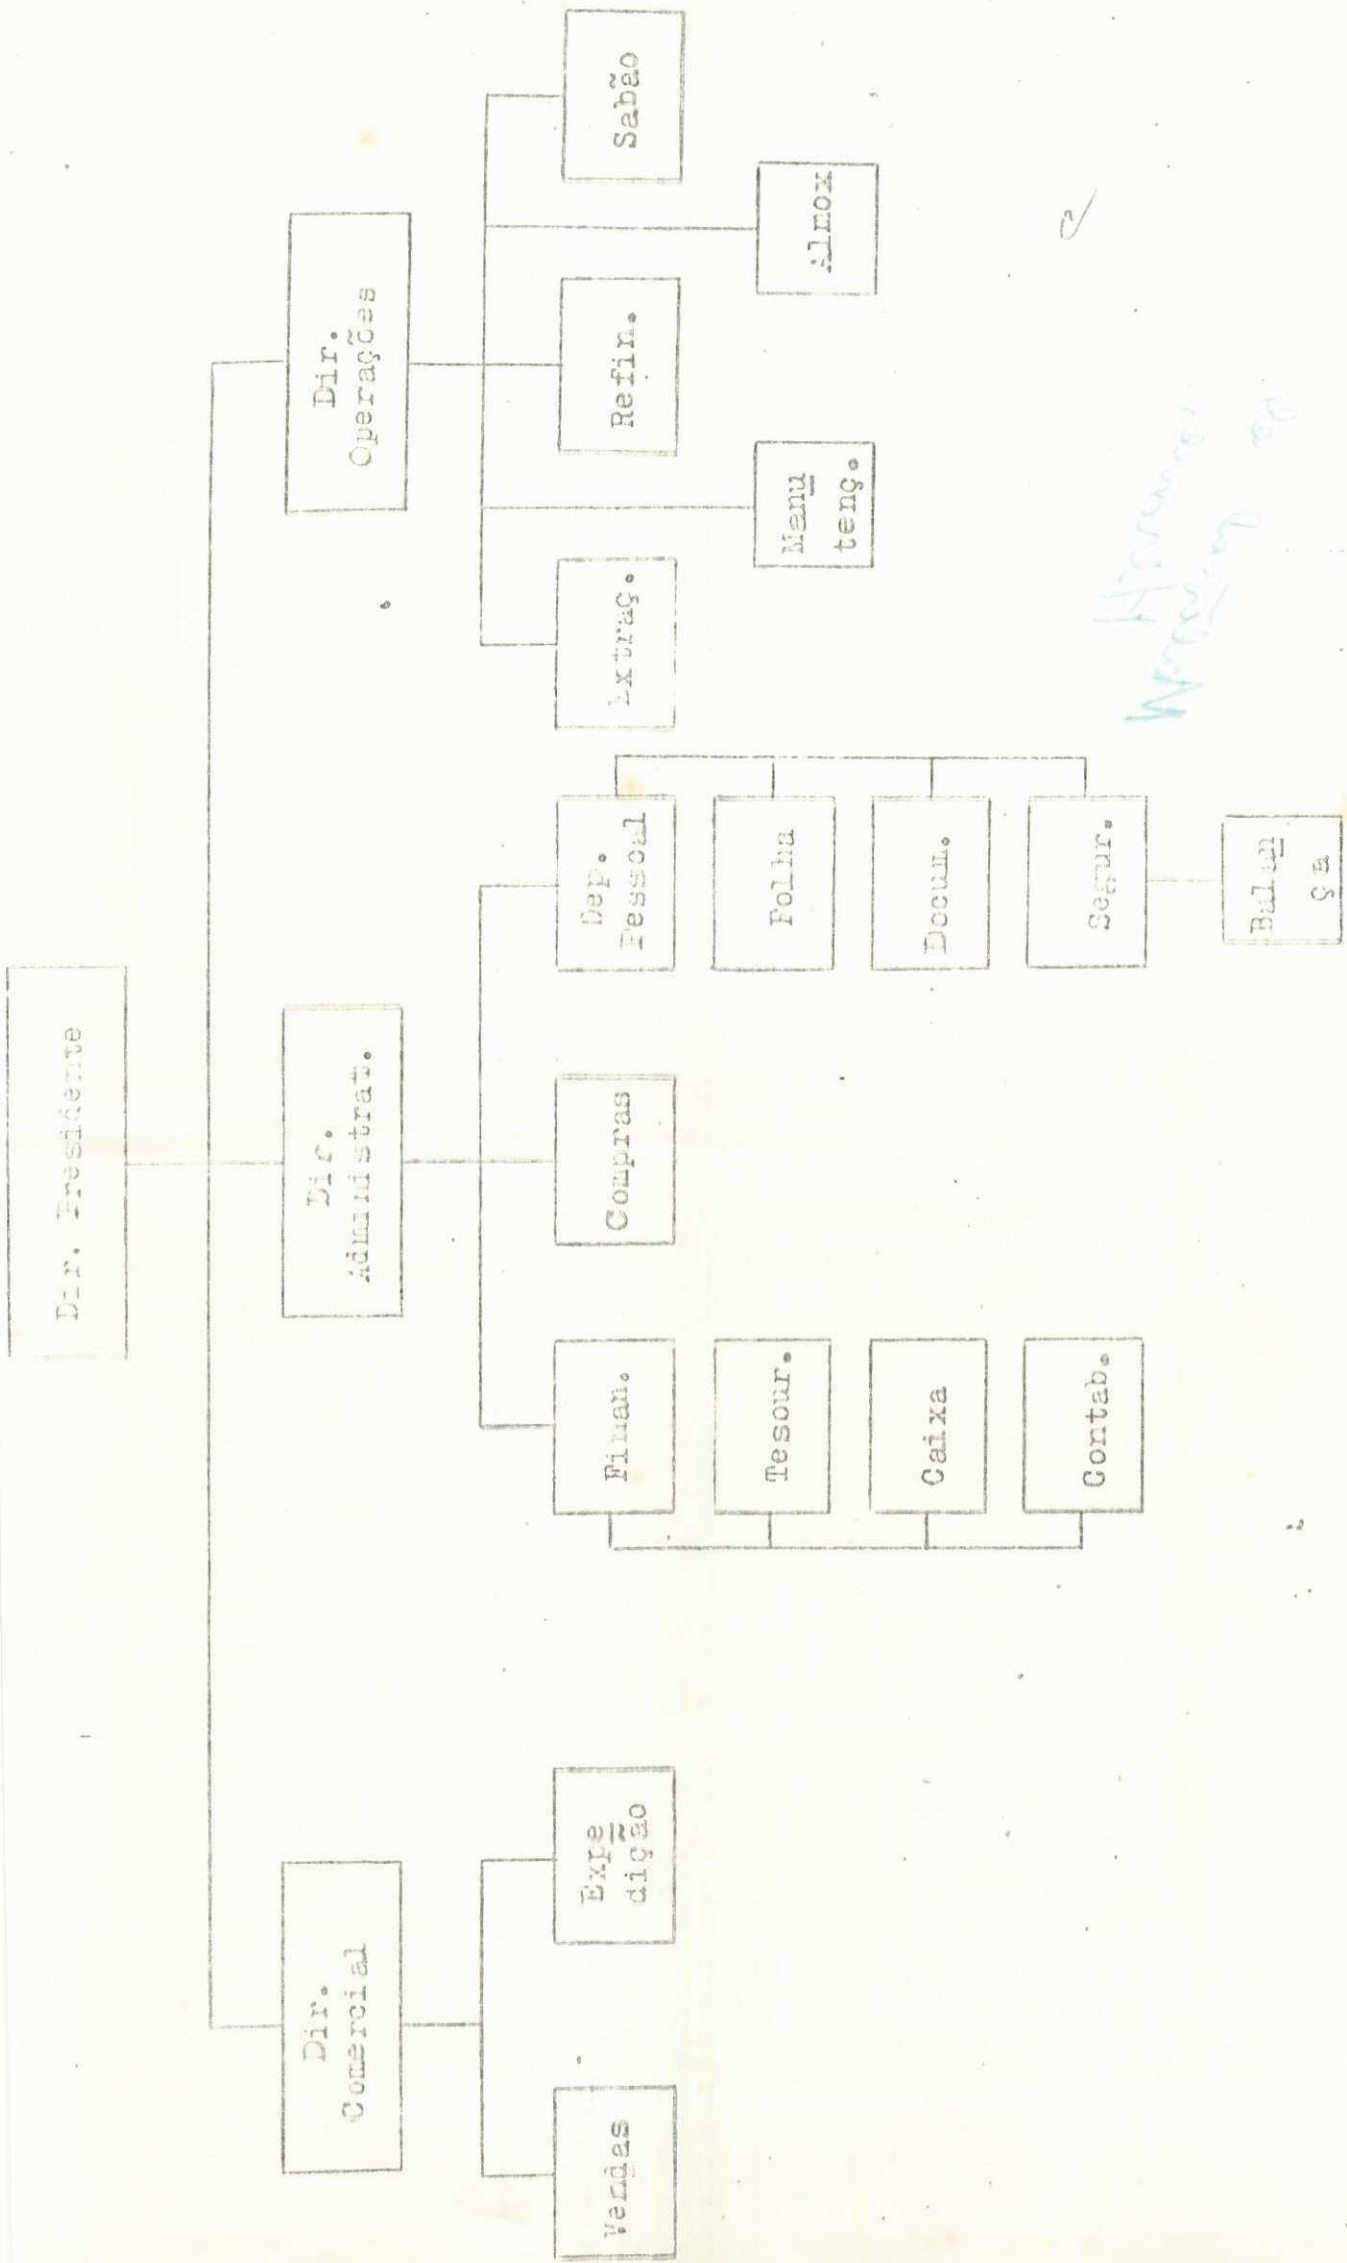 Dir. Presidente
Dir.
Comercial
Dir.
Administrat.
Dir.
Operações
Vendas
Expe
dição
Finan.
Compras
Dep.
Pessoal
Extraç.
Refin.
Sabão
Tesour.
Folha
Manu
tenç.
Almox
Caixa
Docum.
Contab.
Segur.
Balan
ça